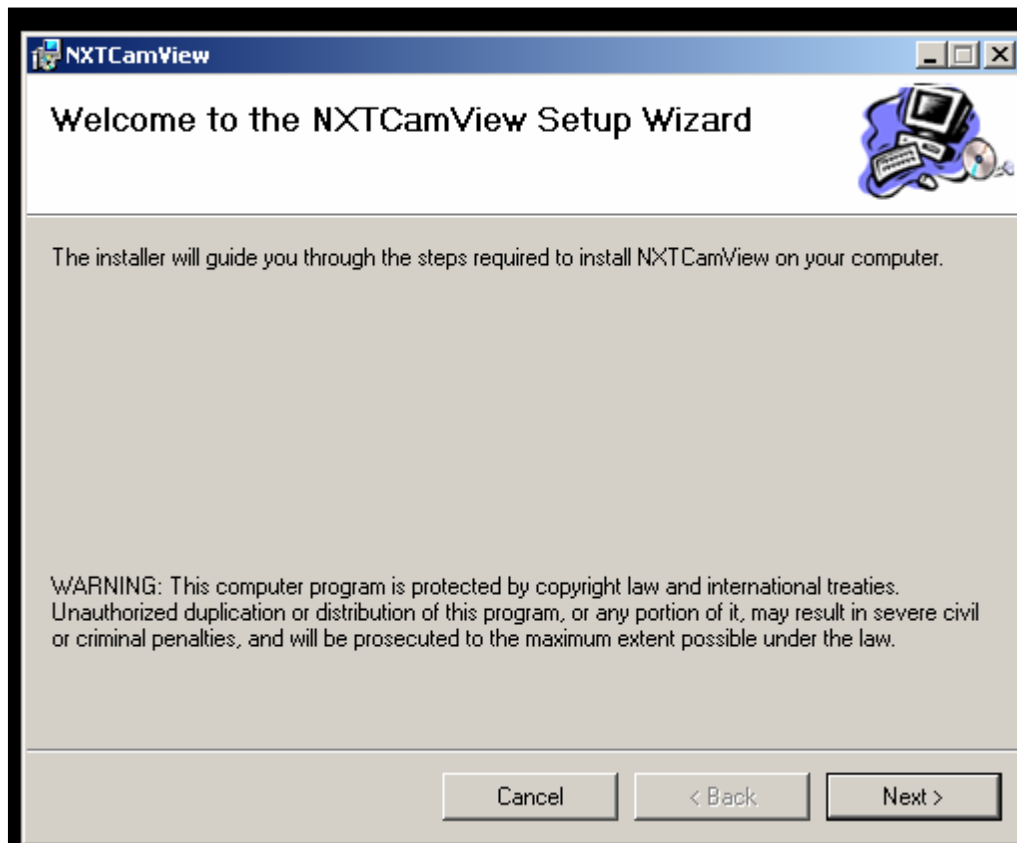 NXTCamView
Welcome to the NXTCamView Setup Wizard
The installer will guide you through the steps required to install NXTCamView on your computer.
WARNING: This computer program is protected by copyright law and international treaties.
Unauthorized duplication or distribution of this program, or any portion of it, may result in severe civil
or criminal penalties, and will be prosecuted to the maximum extent possible under the law.
Cancel
< Back
Next >